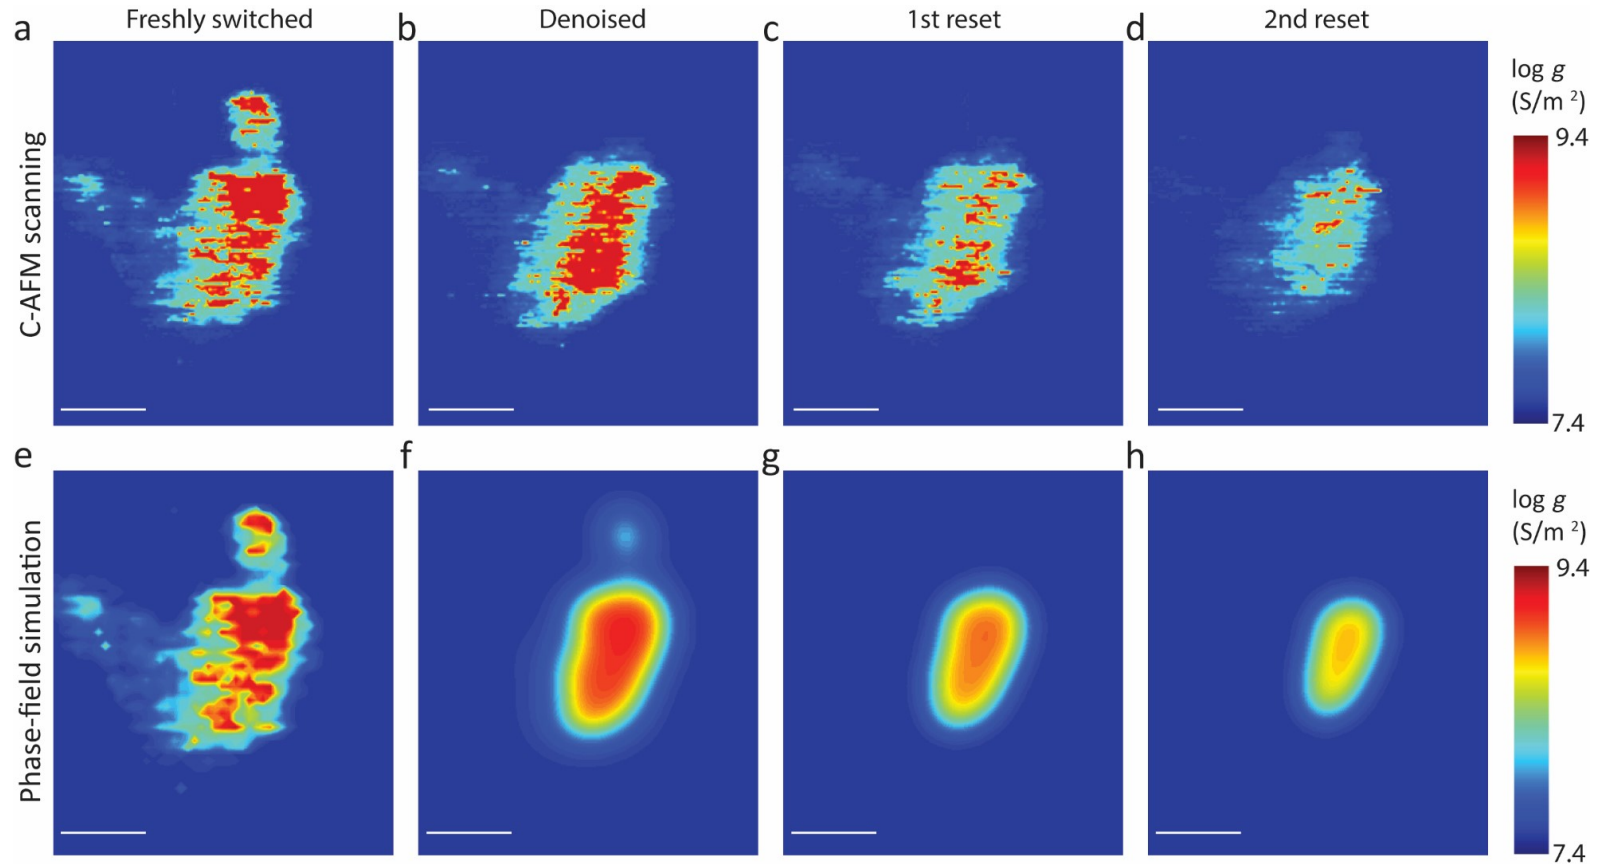 a Freshly switched b Denoised c 1st reset d 2nd reset
C-AFM scanning
log g
(S/m ²)
9.4
7.4
e f g h
Phase-field simulation
log g
(S/m ²)
9.4
7.4